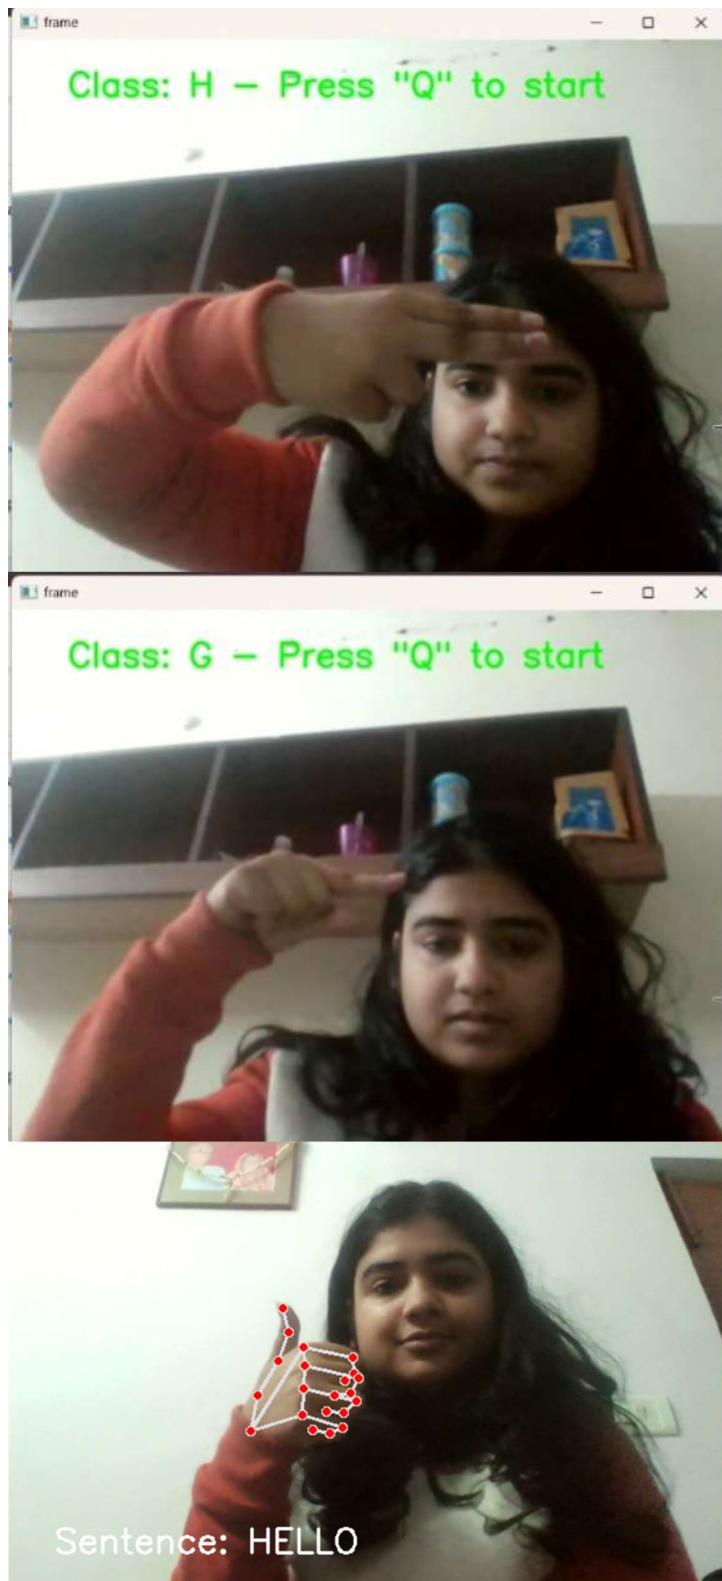 frame
Class: H - Press "Q" to start
frame
Class: G - Press "Q" to start
Sentence: HELLO